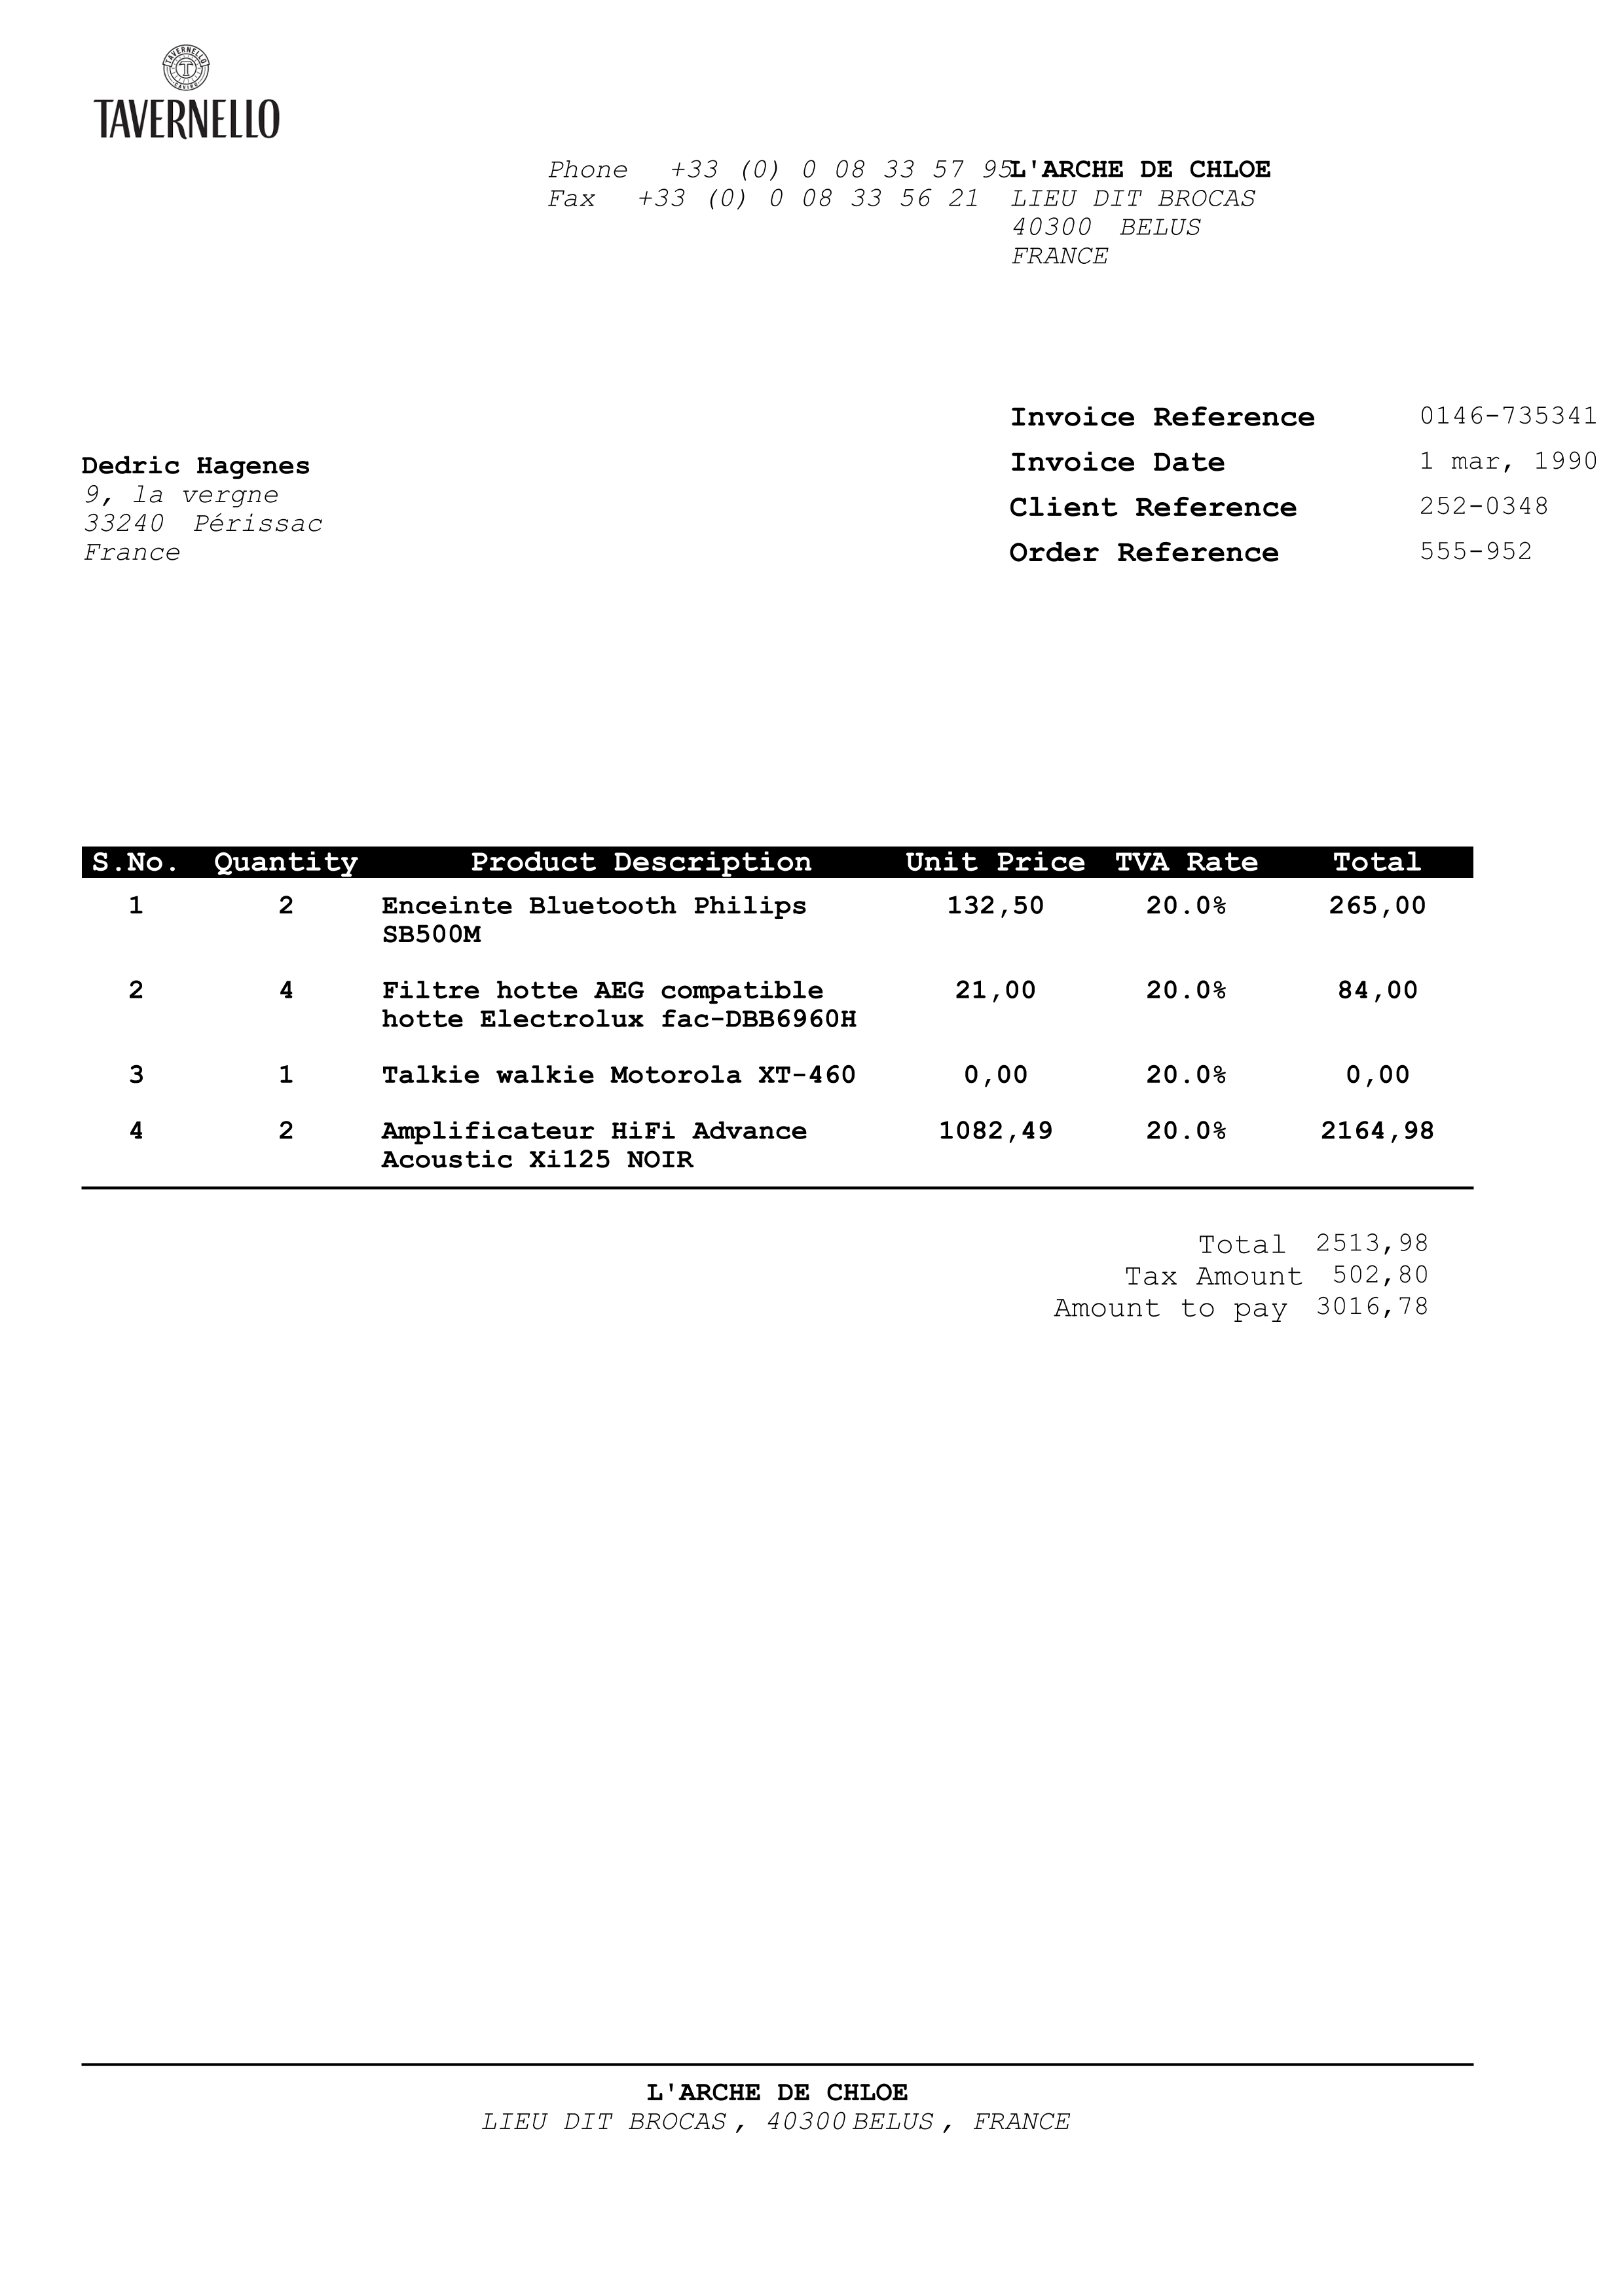 TAVERNELLO
CAVIRO
TAVERNELLO
Phone +33 (0) 0 08 33 57 95
Fax +33 (0) 0 08 33 56 21
L'ARCHE DE CHLOE
LIEU DIT BROCAS
40300 BELUS
FRANCE
Dedric Hagenes
9, la vergne
33240 Périssac
France
Invoice Reference 0146-735341
Invoice Date 1 mar, 1990
Client Reference 252-0348
Order Reference 555-952
S.No. Quantity Product Description Unit Price TVA Rate Total
1 2 Enceinte Bluetooth Philips 132,50 20.0% 265,00
SB500M
2 4 Filtre hotte AEG compatible 21,00 20.0% 84,00
hotte Electrolux fac-DBB6960H
3 1 Talkie walkie Motorola XT-460 0,00 20.0% 0,00
4 2 Amplificateur HiFi Advance 1082,49 20.0% 2164,98
Acoustic Xi125 NOIR
Total 2513,98
Tax Amount 502,80
Amount to pay 3016,78
L'ARCHE DE CHLOE
LIEU DIT BROCAS , 40300 BELUS , FRANCE